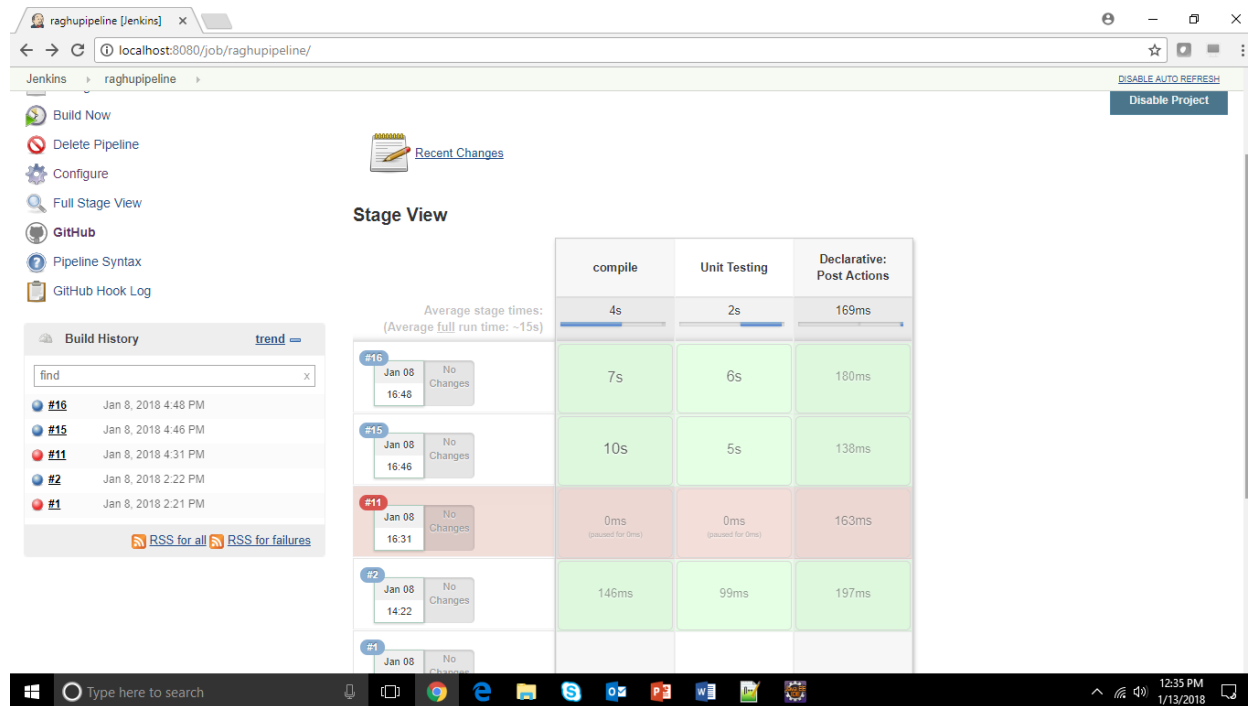 raghupipeline [Jenkins]
localhost:8080/job/raghupipeline/
Jenkins raghupipeline
DISABLE AUTO REFRESH
Disable Project
Build Now
Delete Pipeline
Configure
Full Stage View
GitHub
Pipeline Syntax
GitHub Hook Log
Build History trend
find x
#16 Jan 8, 2018 4:48 PM
#15 Jan 8, 2018 4:46 PM
#11 Jan 8, 2018 4:31 PM
#2 Jan 8, 2018 2:22 PM
#1 Jan 8, 2018 2:21 PM
RSS for all RSS for failures
Recent Changes
Stage View
compile Unit Testing Declarative:
Post Actions
Average stage times: 4s 2s 169ms
(Average full run time: ~15s)
#16
Jan 08 No
Changes
16:48
7s 6s 180ms
#15
Jan 08 No
Changes
16:46
10s 5s 138ms
#11
Jan 08 No
Changes
16:31
0ms 0ms 163ms
(paused for 0ms) (paused for 0ms)
#2
Jan 08 No
Changes
14:22
146ms 99ms 197ms
#1
Jan 08 No
Changes
Type here to search
12:35 PM
1/13/2018